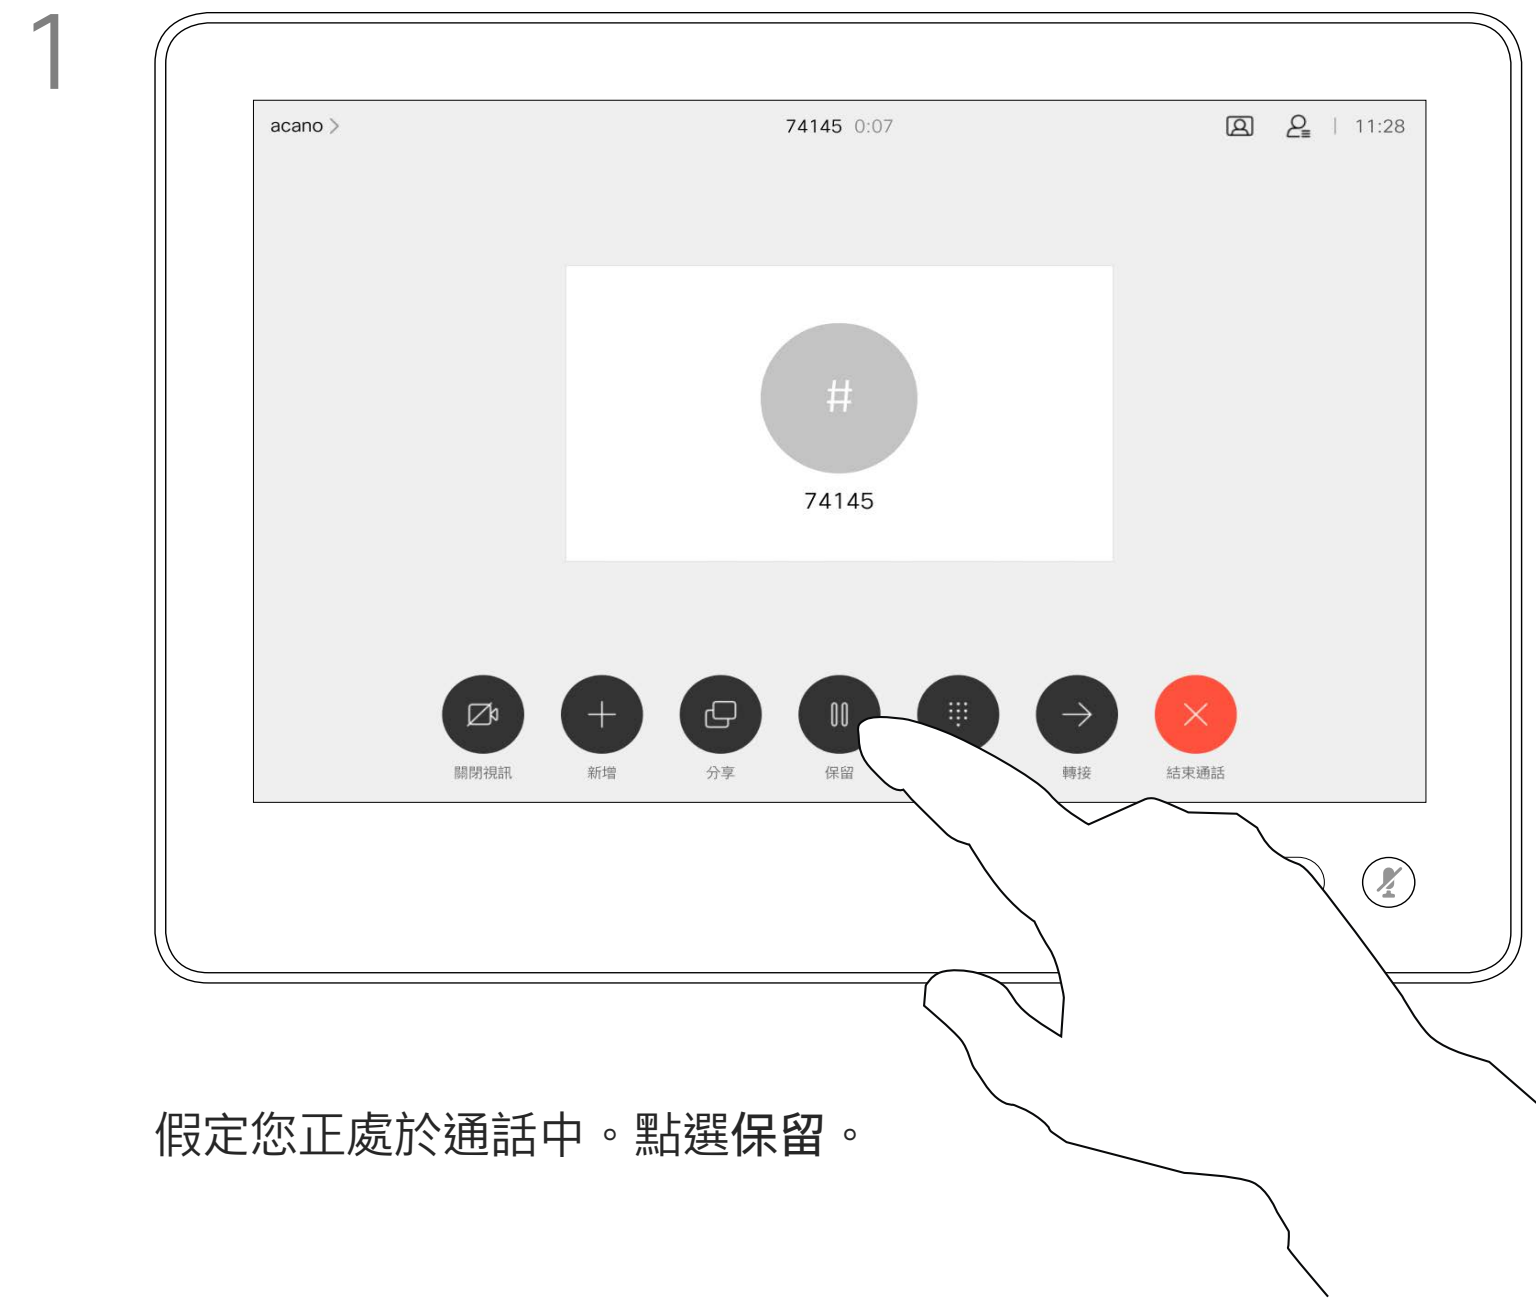 1
acano
74145 0:07
11:28
#
74145
關閉視訊 新增 分享 保留 轉接 結束通話
假定您正處於通話中。點選保留。